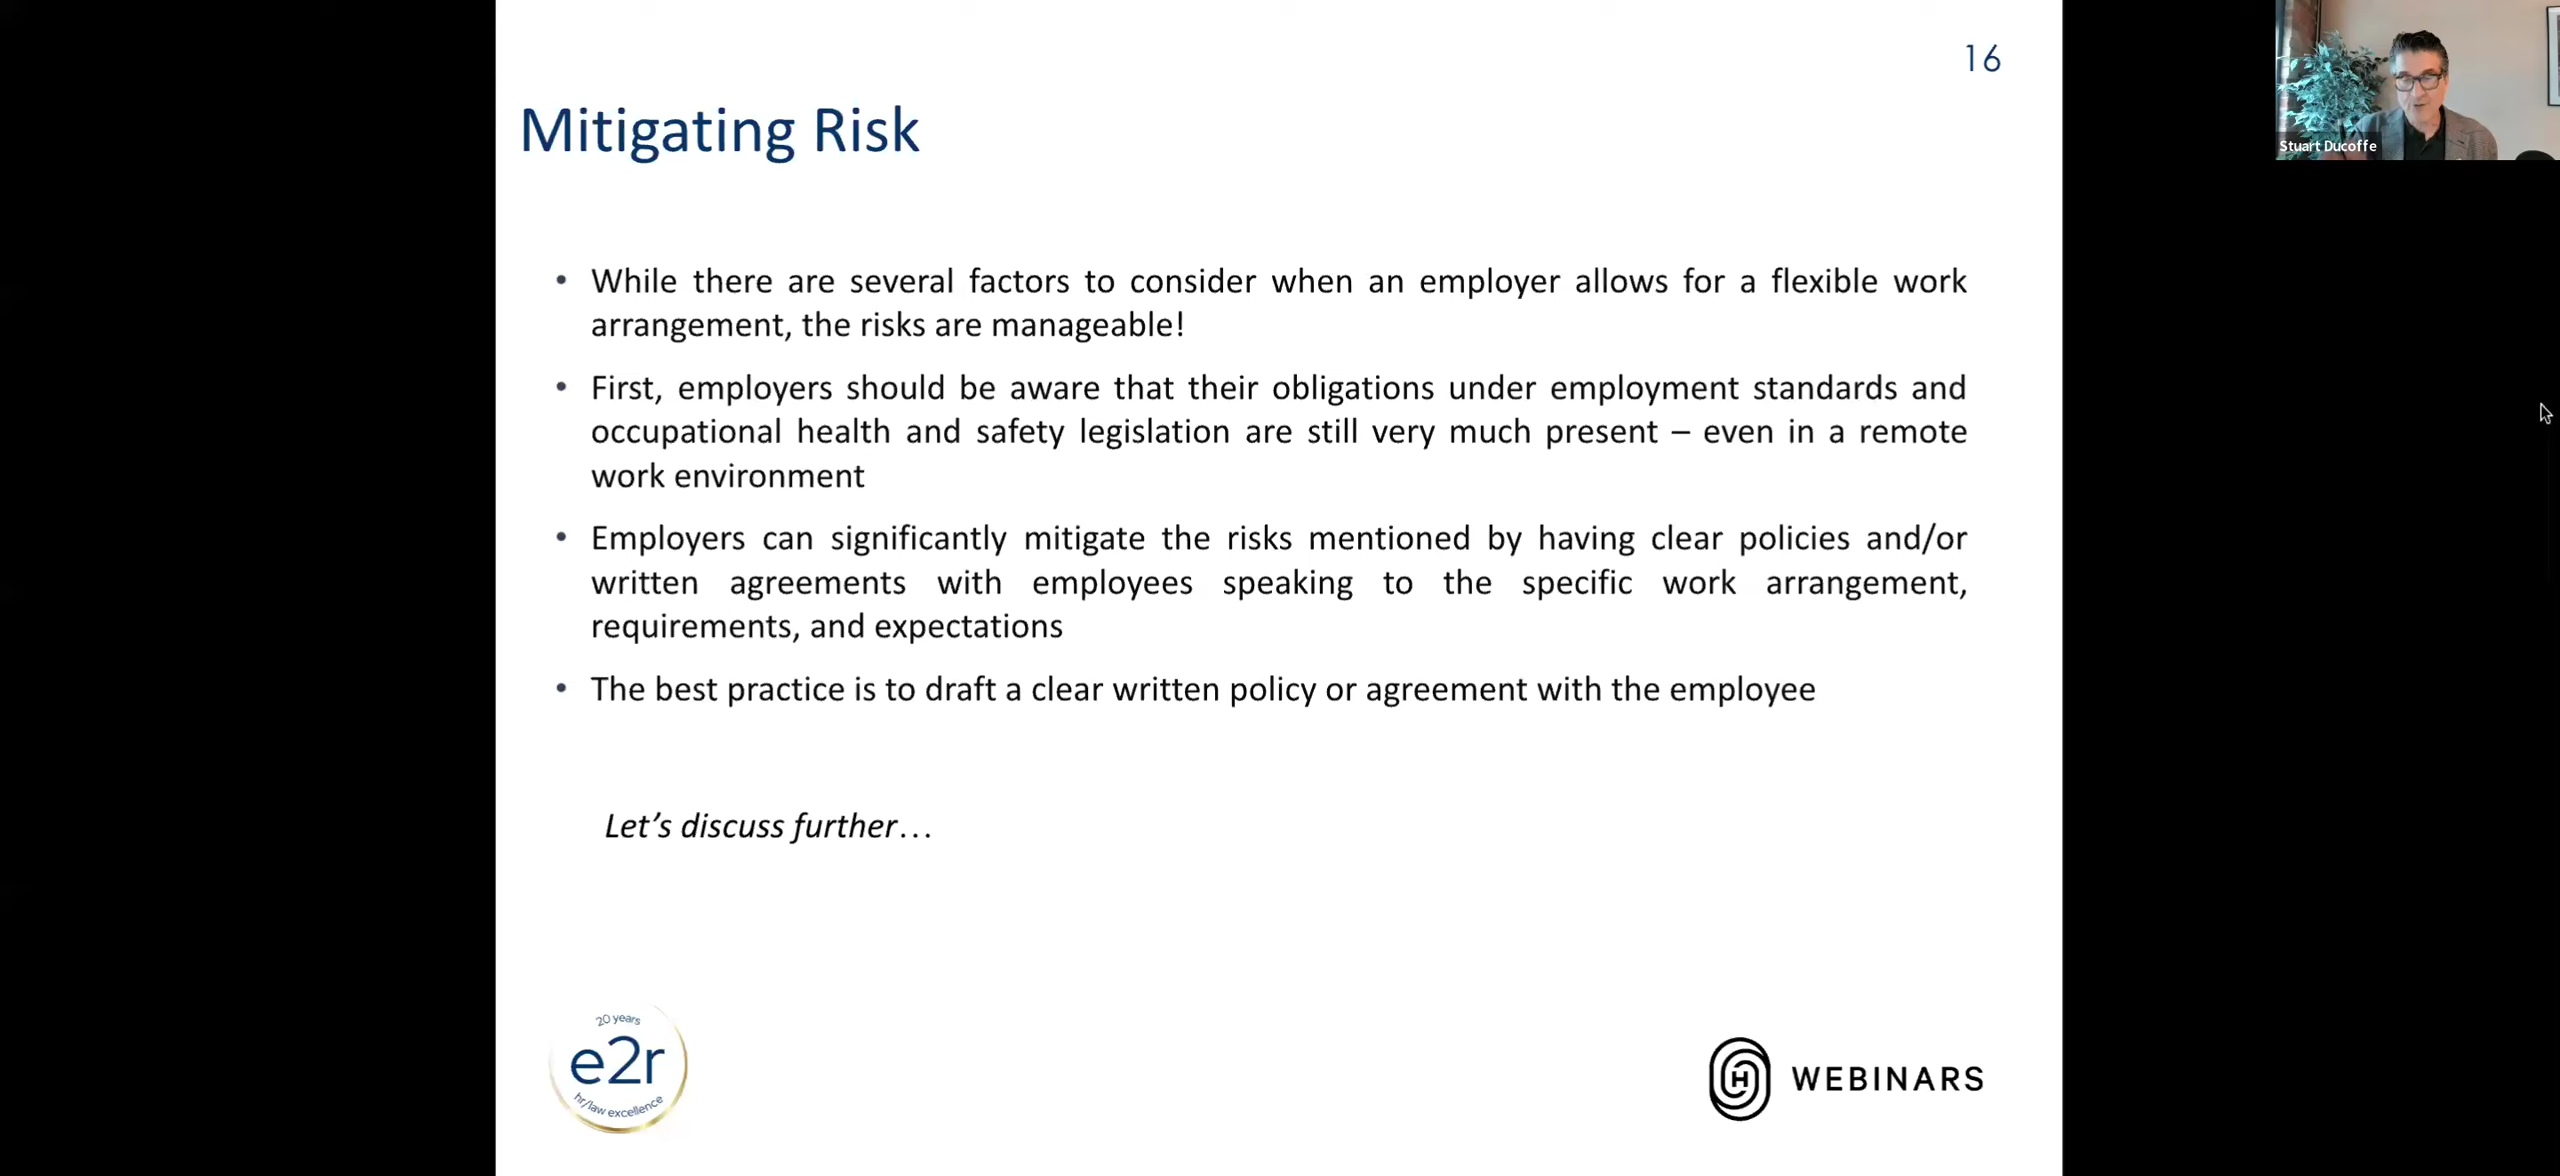 16
Stuart Ducoffe
Mitigating Risk
• While there are several factors to consider when an employer allows for a flexible work
arrangement, the risks are manageable!
• First, employers should be aware that their obligations under employment standards and
occupational health and safety legislation are still very much present – even in a remote
work environment
• Employers can significantly mitigate the risks mentioned by having clear policies and/or
written agreements with employees speaking to the specific work arrangement,
requirements, and expectations
• The best practice is to draft a clear written policy or agreement with the employee
Let’s discuss further…
20 years
e2r
hr/law excellence
H
WEBINARS